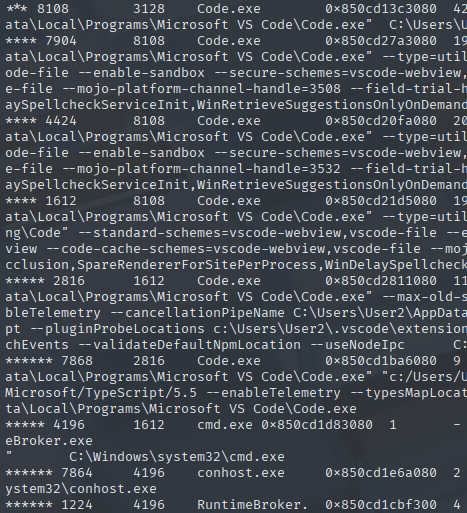 *** 8108 3128 Code.exe 0×850cd13c3080 42
ata\Local\Programs\Microsoft VS Code\Code.exe" C:\Users\
**** 7904 8108 Code.exe 0×850cd27a3080 19
ata\Local\Programs\Microsoft VS Code\Code.exe" --type=util
ode-file --enable-sandbox --secure-schemes=vscode-webview,
e-file --mojo-platform-channel-handle=3508 --field-trial-h
aySpellcheckServiceInit,WinRetrieveSuggestionsOnlyOnDemand
**** 4424 8108 Code.exe 0×850cd20fa080 20
ata\Local\Programs\Microsoft VS Code\Code.exe" --type=util
ode-file --enable-sandbox --secure-schemes=vscode-webview,
e-file --mojo-platform-channel-handle=3532 --field-trial-h
aySpellcheckServiceInit,WinRetrieveSuggestionsOnlyOnDemand
**** 1612 8108 Code.exe 0×850cd21d5080 19
ata\Local\Programs\Microsoft VS Code\Code.exe" --type=util
ng\Code" --standard-schemes=vscode-webview,vscode-file --e
view --code-cache-schemes=vscode-webview,vscode-file --moj
cclusion,SpareRendererForSitePerProcess,WinDelaySpellcheck
***** 2816 1612 Code.exe 0×850cd2811080 11
ata\Local\Programs\Microsoft VS Code\Code.exe" --max-old-s
bleTelemetry --cancellationPipeName C:\Users\User2\AppData
pt --pluginProbeLocations c:\Users\User2\.vscode\extension
chEvents --validateDefaultNpmLocation --useNodeIpc C:
****** 7868 2816 Code.exe 0×850cd1ba6080 9
ata\Local\Programs\Microsoft VS Code\Code.exe" "c:/Users/U
Microsoft/TypeScript/5.5 --enableTelemetry --typesMapLocat
ta\Local\Programs\Microsoft VS Code\Code.exe
***** 4196 1612 cmd.exe 0×850cd1d83080 1 -
eBroker.exe
" C:\Windows\system32\cmd.exe
****** 7864 4196 conhost.exe 0×850cd1e6a080 2
ystem32\conhost.exe
****** 1224 4196 RuntimeBroker. 0×850cd1cbf300 4